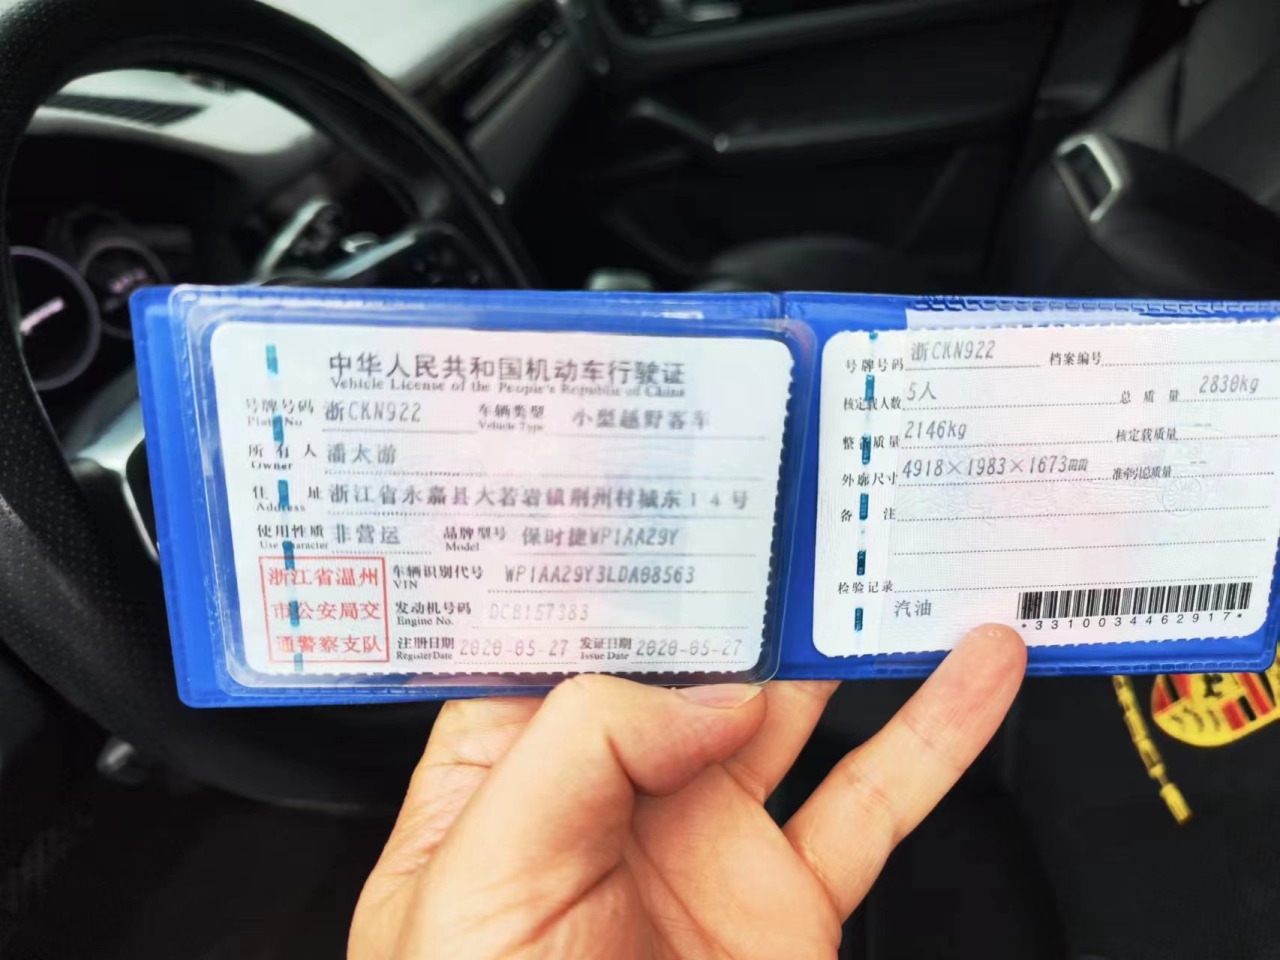 中华人民共和国机动车行驶证
Vehicle License of the People's Republic of China
号牌号码 浙CKN922 车辆类型 小型越野客车
Plate No Vehicle Type
所有人 潘太游
Owner
住址 浙江省永嘉县大若岩镇荆州村城东14号
Address
使用性质 非营运 品牌型号 保时捷WP1AA29Y
Use Character Model
浙江省温州
市公安局交
通警察支队
车辆识别代号 WP1AA29Y3LDA08563
VIN
发动机号码 DCB157383
Engine No.
注册日期 2020-05-27 发证日期 2020-05-27
Register Date Issue Date
号牌号码 浙CKN922 档案编号
核定载人数 5人 总质量 2830kg
整备质量 2146kg 核定载质量 --
外廓尺寸 4918×1983×1673mm 准牵引总质量 --
备注
检验记录
汽油
*3310034462917*